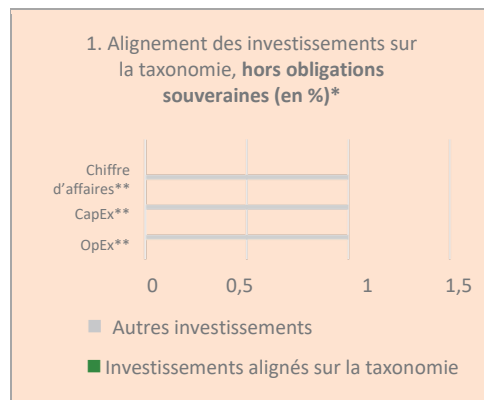 1. Alignement des investissements sur
la taxonomie, hors obligations
souveraines (en %)*
Chiffre
d’affaires**
CapEx**
OpEx**
0 0,5 1 1,5
Autres investissements
Investissements alignés sur la taxonomie